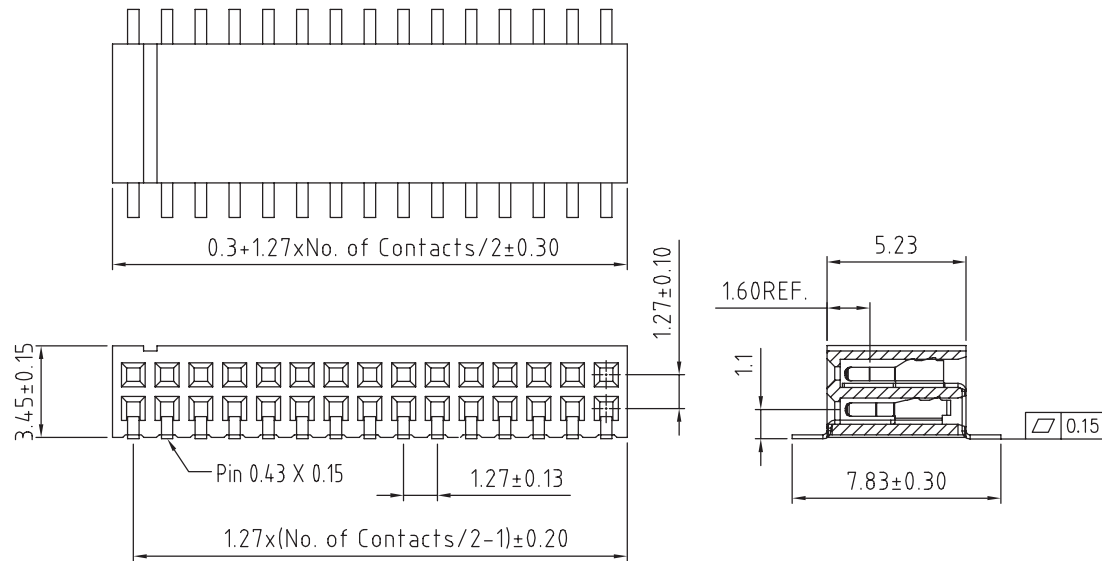 0.3+1.27xNo. of Contacts/2±0.30
5.23
1.60REF.
1.27±0.10
3.45±0.15
1.1
0.15
Pin 0.43 X 0.15
1.27±0.13
7.83±0.30
1.27x(No. of Contacts/2-1)±0.20